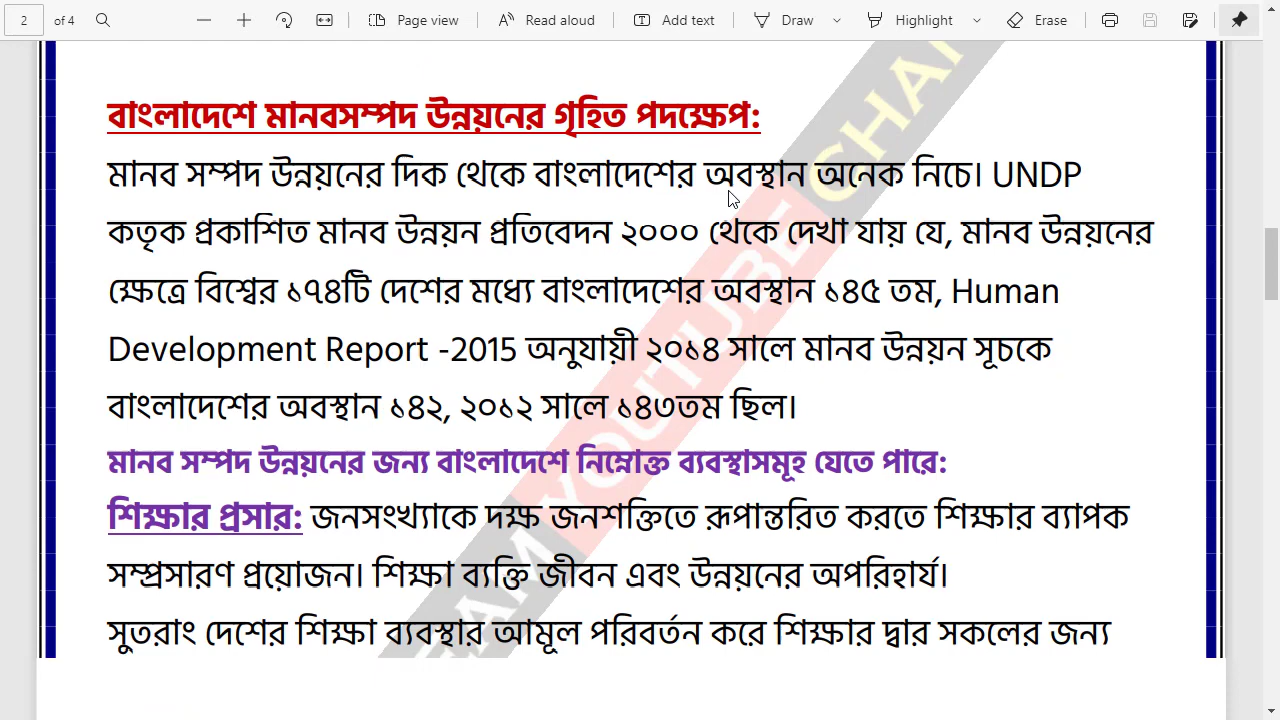 2 of 4 Page view Read aloud Add text Draw Highlight Erase
বাংলাদেশে মানবসম্পদ উন্নয়নের গৃহিত পদক্ষেপ:
মানব সম্পদ উন্নয়নের দিক থেকে বাংলাদেশের অবস্থান অনেক নিচে। UNDP
কতৃক প্রকাশিত মানব উন্নয়ন প্রতিবেদন ২০০০ থেকে দেখা যায় যে, মানব উন্নয়নের
ক্ষেত্রে বিশ্বের ১৭৪টি দেশের মধ্যে বাংলাদেশের অবস্থান ১৪৫ তম, Human
Development Report -2015 অনুযায়ী ২০১৪ সালে মানব উন্নয়ন সূচকে
বাংলাদেশের অবস্থান ১৪২, ২০১২ সালে ১৪৩তম ছিল।
মানব সম্পদ উন্নয়নের জন্য বাংলাদেশে নিম্নোক্ত ব্যবস্থাসমূহ যেতে পারে:
শিক্ষার প্রসার: জনসংখ্যাকে দক্ষ জনশক্তিতে রূপান্তরিত করতে শিক্ষার ব্যাপক
সম্প্রসারণ প্রয়োজন। শিক্ষা ব্যক্তি জীবন এবং উন্নয়নের অপরিহার্য।
সুতরাং দেশের শিক্ষা ব্যবস্থার আমূল পরিবর্তন করে শিক্ষার দ্বার সকলের জন্য
YOUTUBE